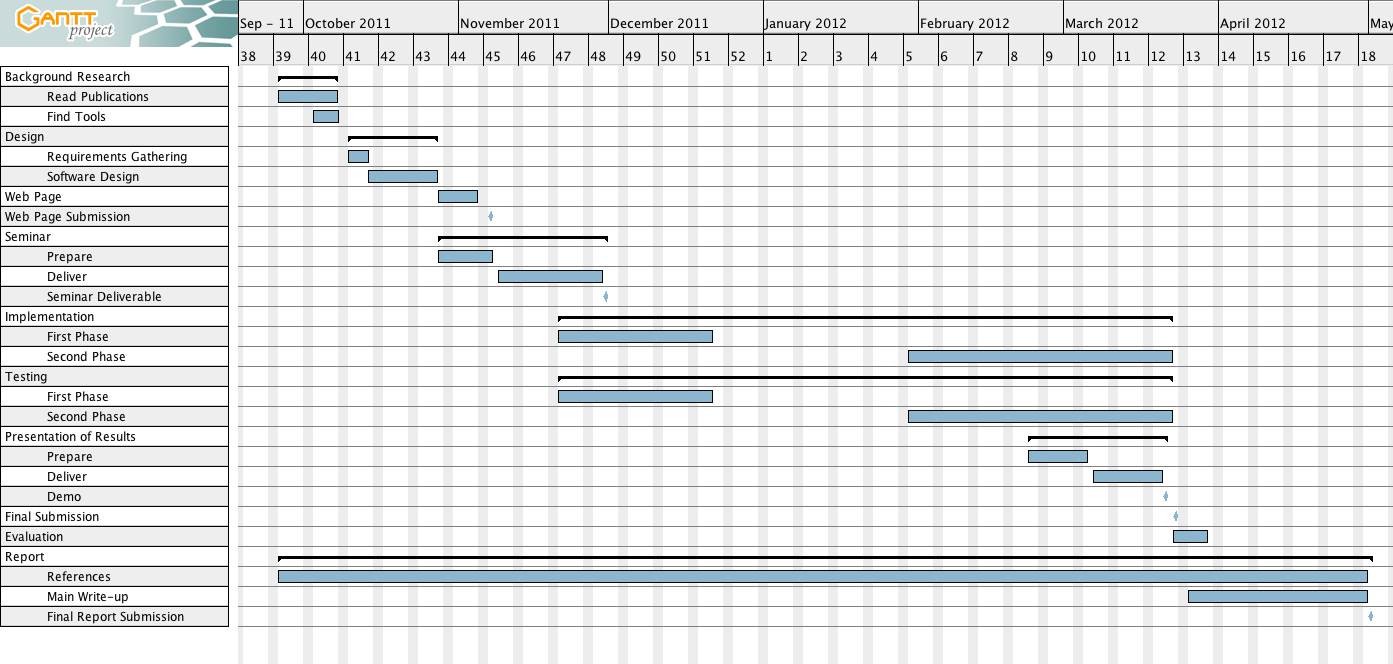 GANTT
project
Sep - 11 October 2011 November 2011 December 2011 January 2012 February 2012 March 2012 April 2012 May
38 39 40 41 42 43 44 45 46 47 48 49 50 51 52 1 2 3 4 5 6 7 8 9 10 11 12 13 14 15 16 17 18
Background Research
Read Publications
Find Tools
Design
Requirements Gathering
Software Design
Web Page
Web Page Submission
Seminar
Prepare
Deliver
Seminar Deliverable
Implementation
First Phase
Second Phase
Testing
First Phase
Second Phase
Presentation of Results
Prepare
Deliver
Demo
Final Submission
Evaluation
Report
References
Main Write-up
Final Report Submission